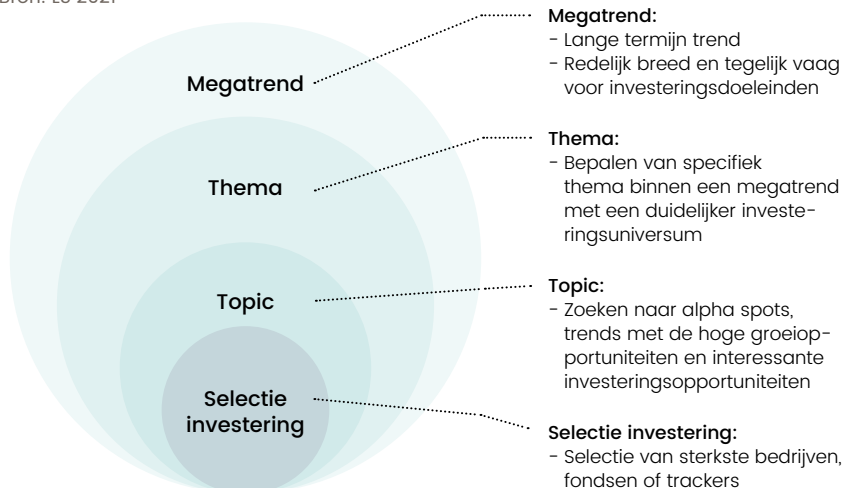 Megatrend
Thema
Topic
Selectie
investering
Megatrend:
- Lange termijn trend
- Redelijk breed en tegelijk vaag
voor investeringsdoeleinden
Thema:
- Bepalen van specifiek
thema binnen een megatrend
met een duidelijker investe-
ringsuniversum
Topic:
- Zoeken naar alpha spots,
trends met de hoge groeiop-
portuniteiten en interessante
investeringsopportuniteiten
Selectie investering:
- Selectie van sterkste bedrijven,
fondsen of trackers